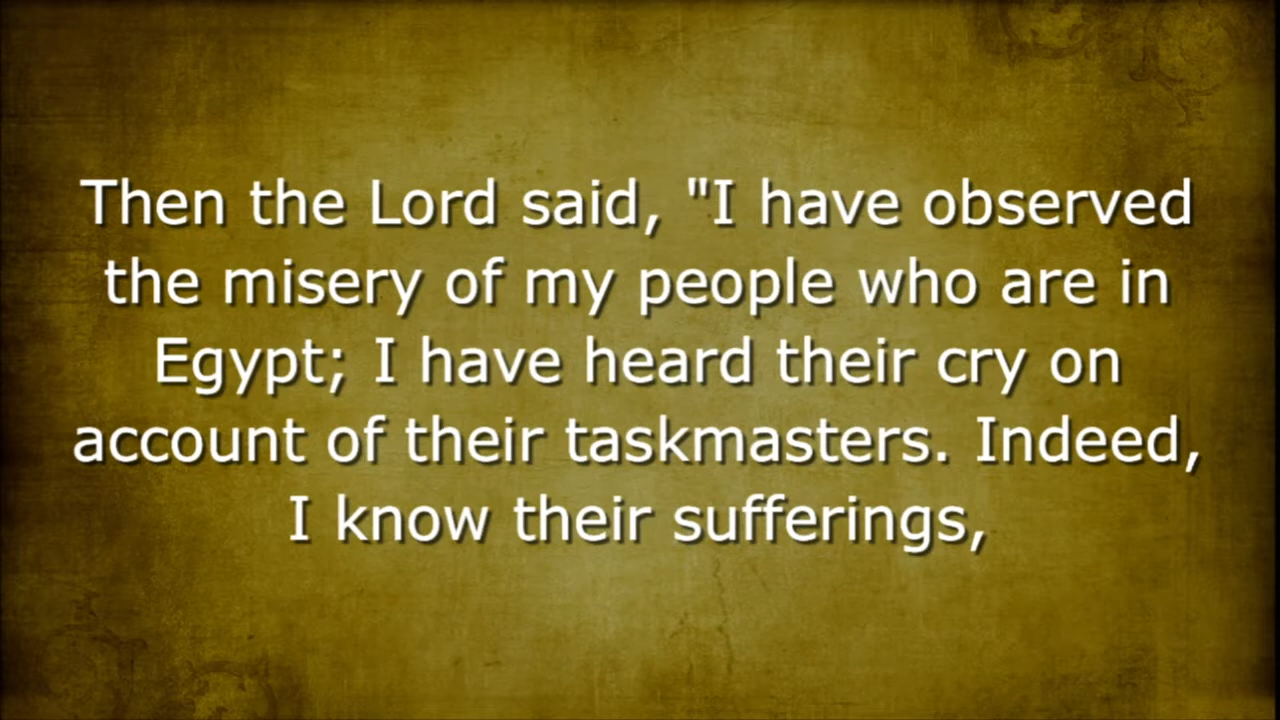 Then the Lord said, "I have observed
the misery of my people who are in
Egypt; I have heard their cry on
account of their taskmasters. Indeed,
I know their sufferings,